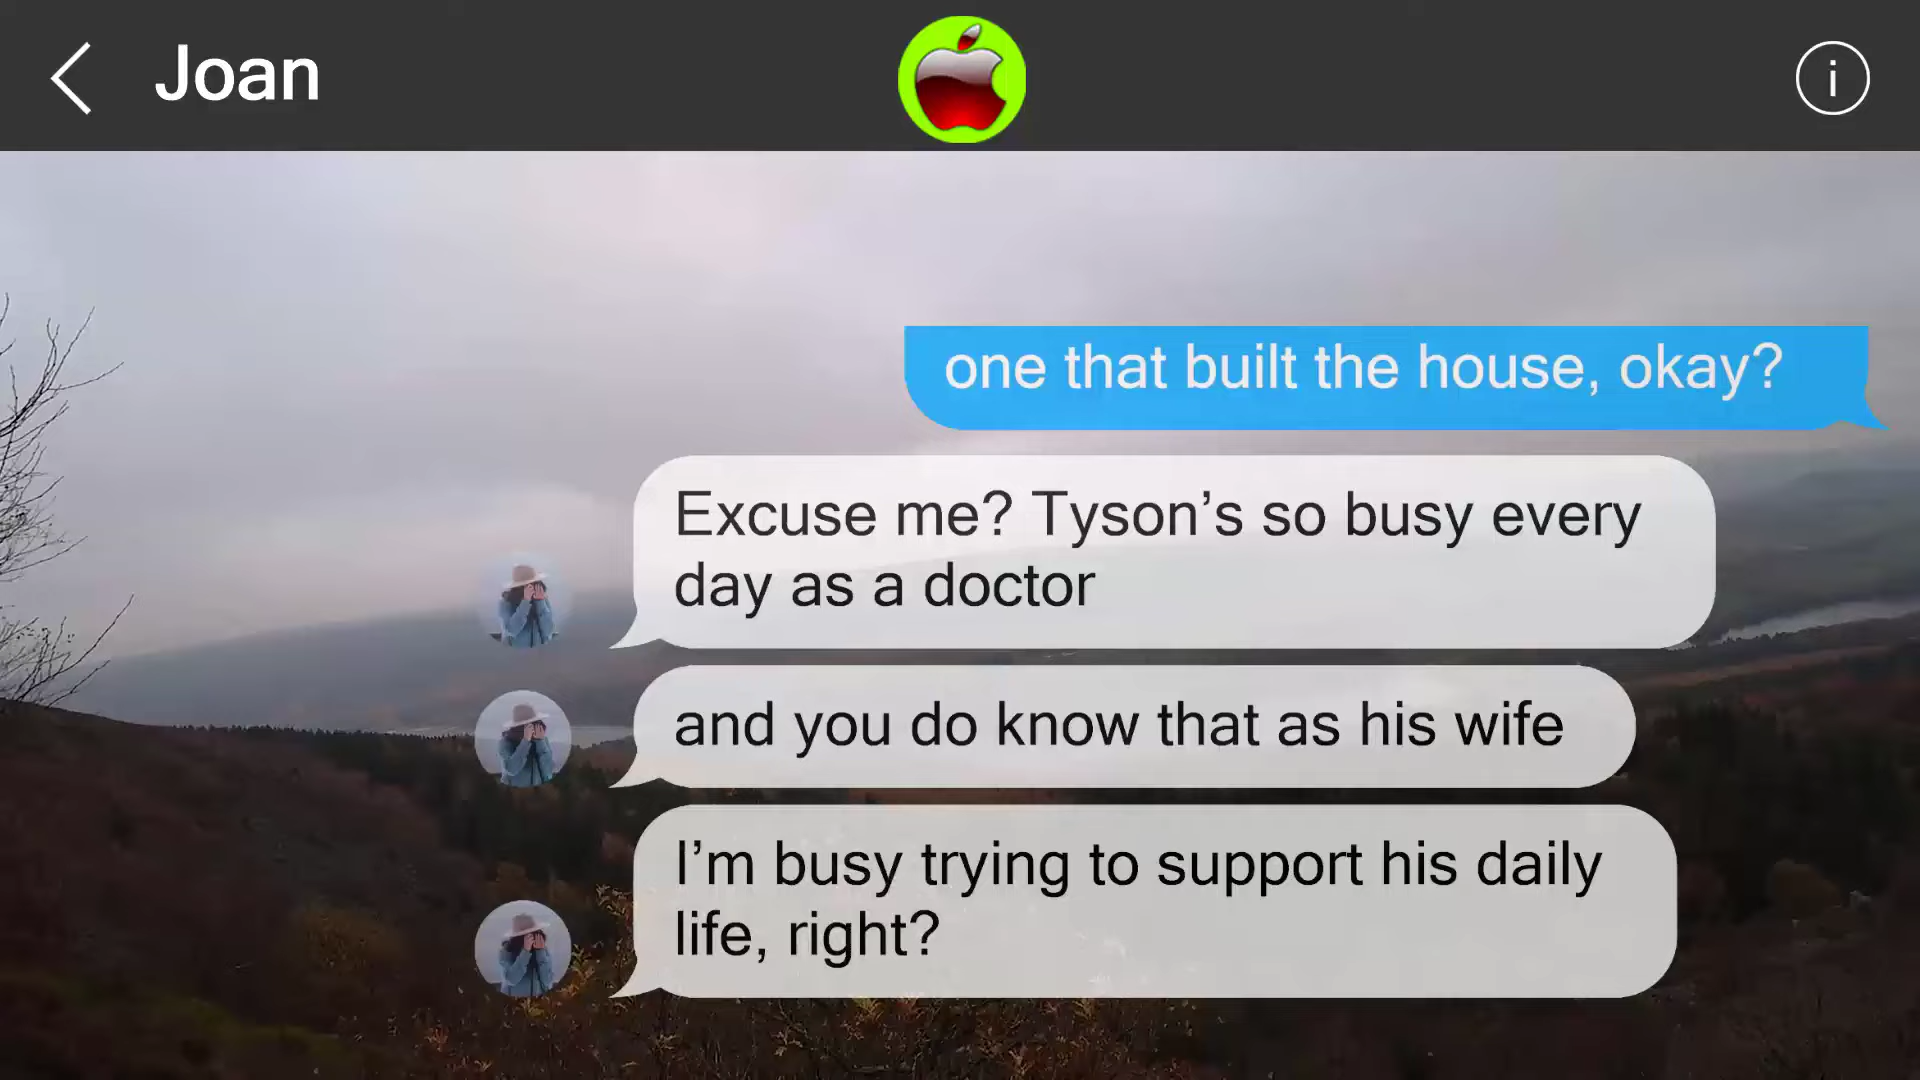 Joan
i
one that built the house, okay?
Excuse me? Tyson’s so busy every
day as a doctor
and you do know that as his wife
I’m busy trying to support his daily
life, right?